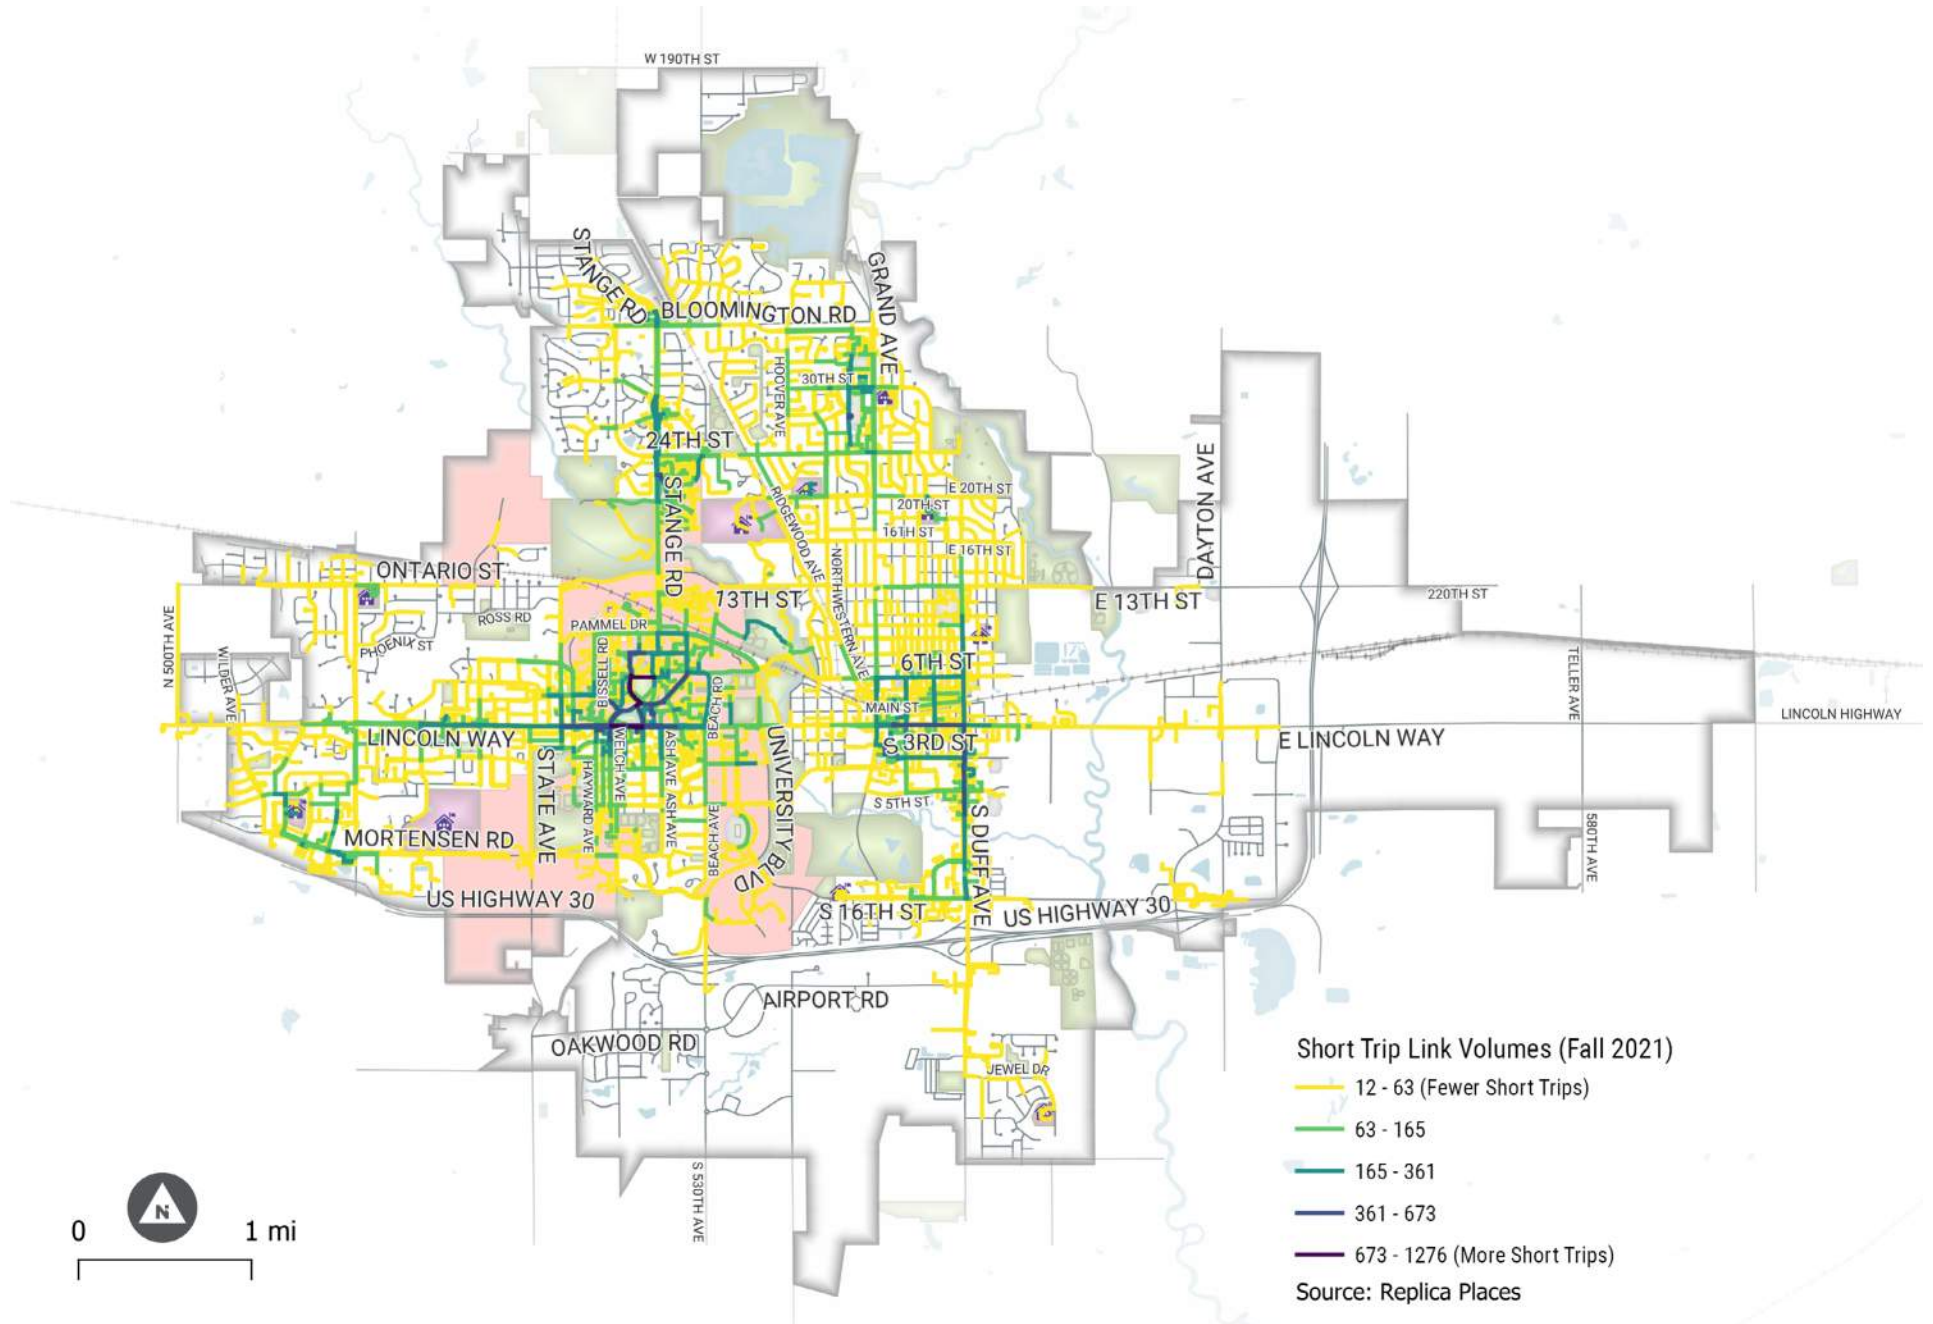 W 190TH ST
STANGE RD
BLOOMINGTON RD
GRAND AVE
HOOVER AVE
30TH ST
24TH ST
STANGE RD
RIDGEWOOD AVE
E 20TH ST
20TH ST
16TH ST
E 16TH ST
DAYTON AVE
ONTARIO ST
NORTHWESTERN AVE
13TH ST
E 13TH ST
220TH ST
N 500TH AVE
ROSS RD
PAMMEL DR
PHOENIX ST
WILDER AVE
BISSELL RD
BEACH RD
6TH ST
TELLER AVE
MAIN ST
LINCOLN HIGHWAY
LINCOLN WAY
S 3RD ST
E LINCOLN WAY
STATE AVE
HAYWARD AVE
WELCH AVE
ASH AVE
ASH AVE
BEACH AVE
UNIVERSITY BLVD
S 5TH ST
S DUFF AVE
580TH AVE
MORTENSEN RD
US HIGHWAY 30
S 16TH ST
US HIGHWAY 30
AIRPORT RD
OAKWOOD RD
JEWEL DR
S 530TH AVE
Short Trip Link Volumes (Fall 2021)
12 - 63 (Fewer Short Trips)
63 - 165
165 - 361
361 - 673
673 - 1276 (More Short Trips)
Source: Replica Places
N
0 1 mi